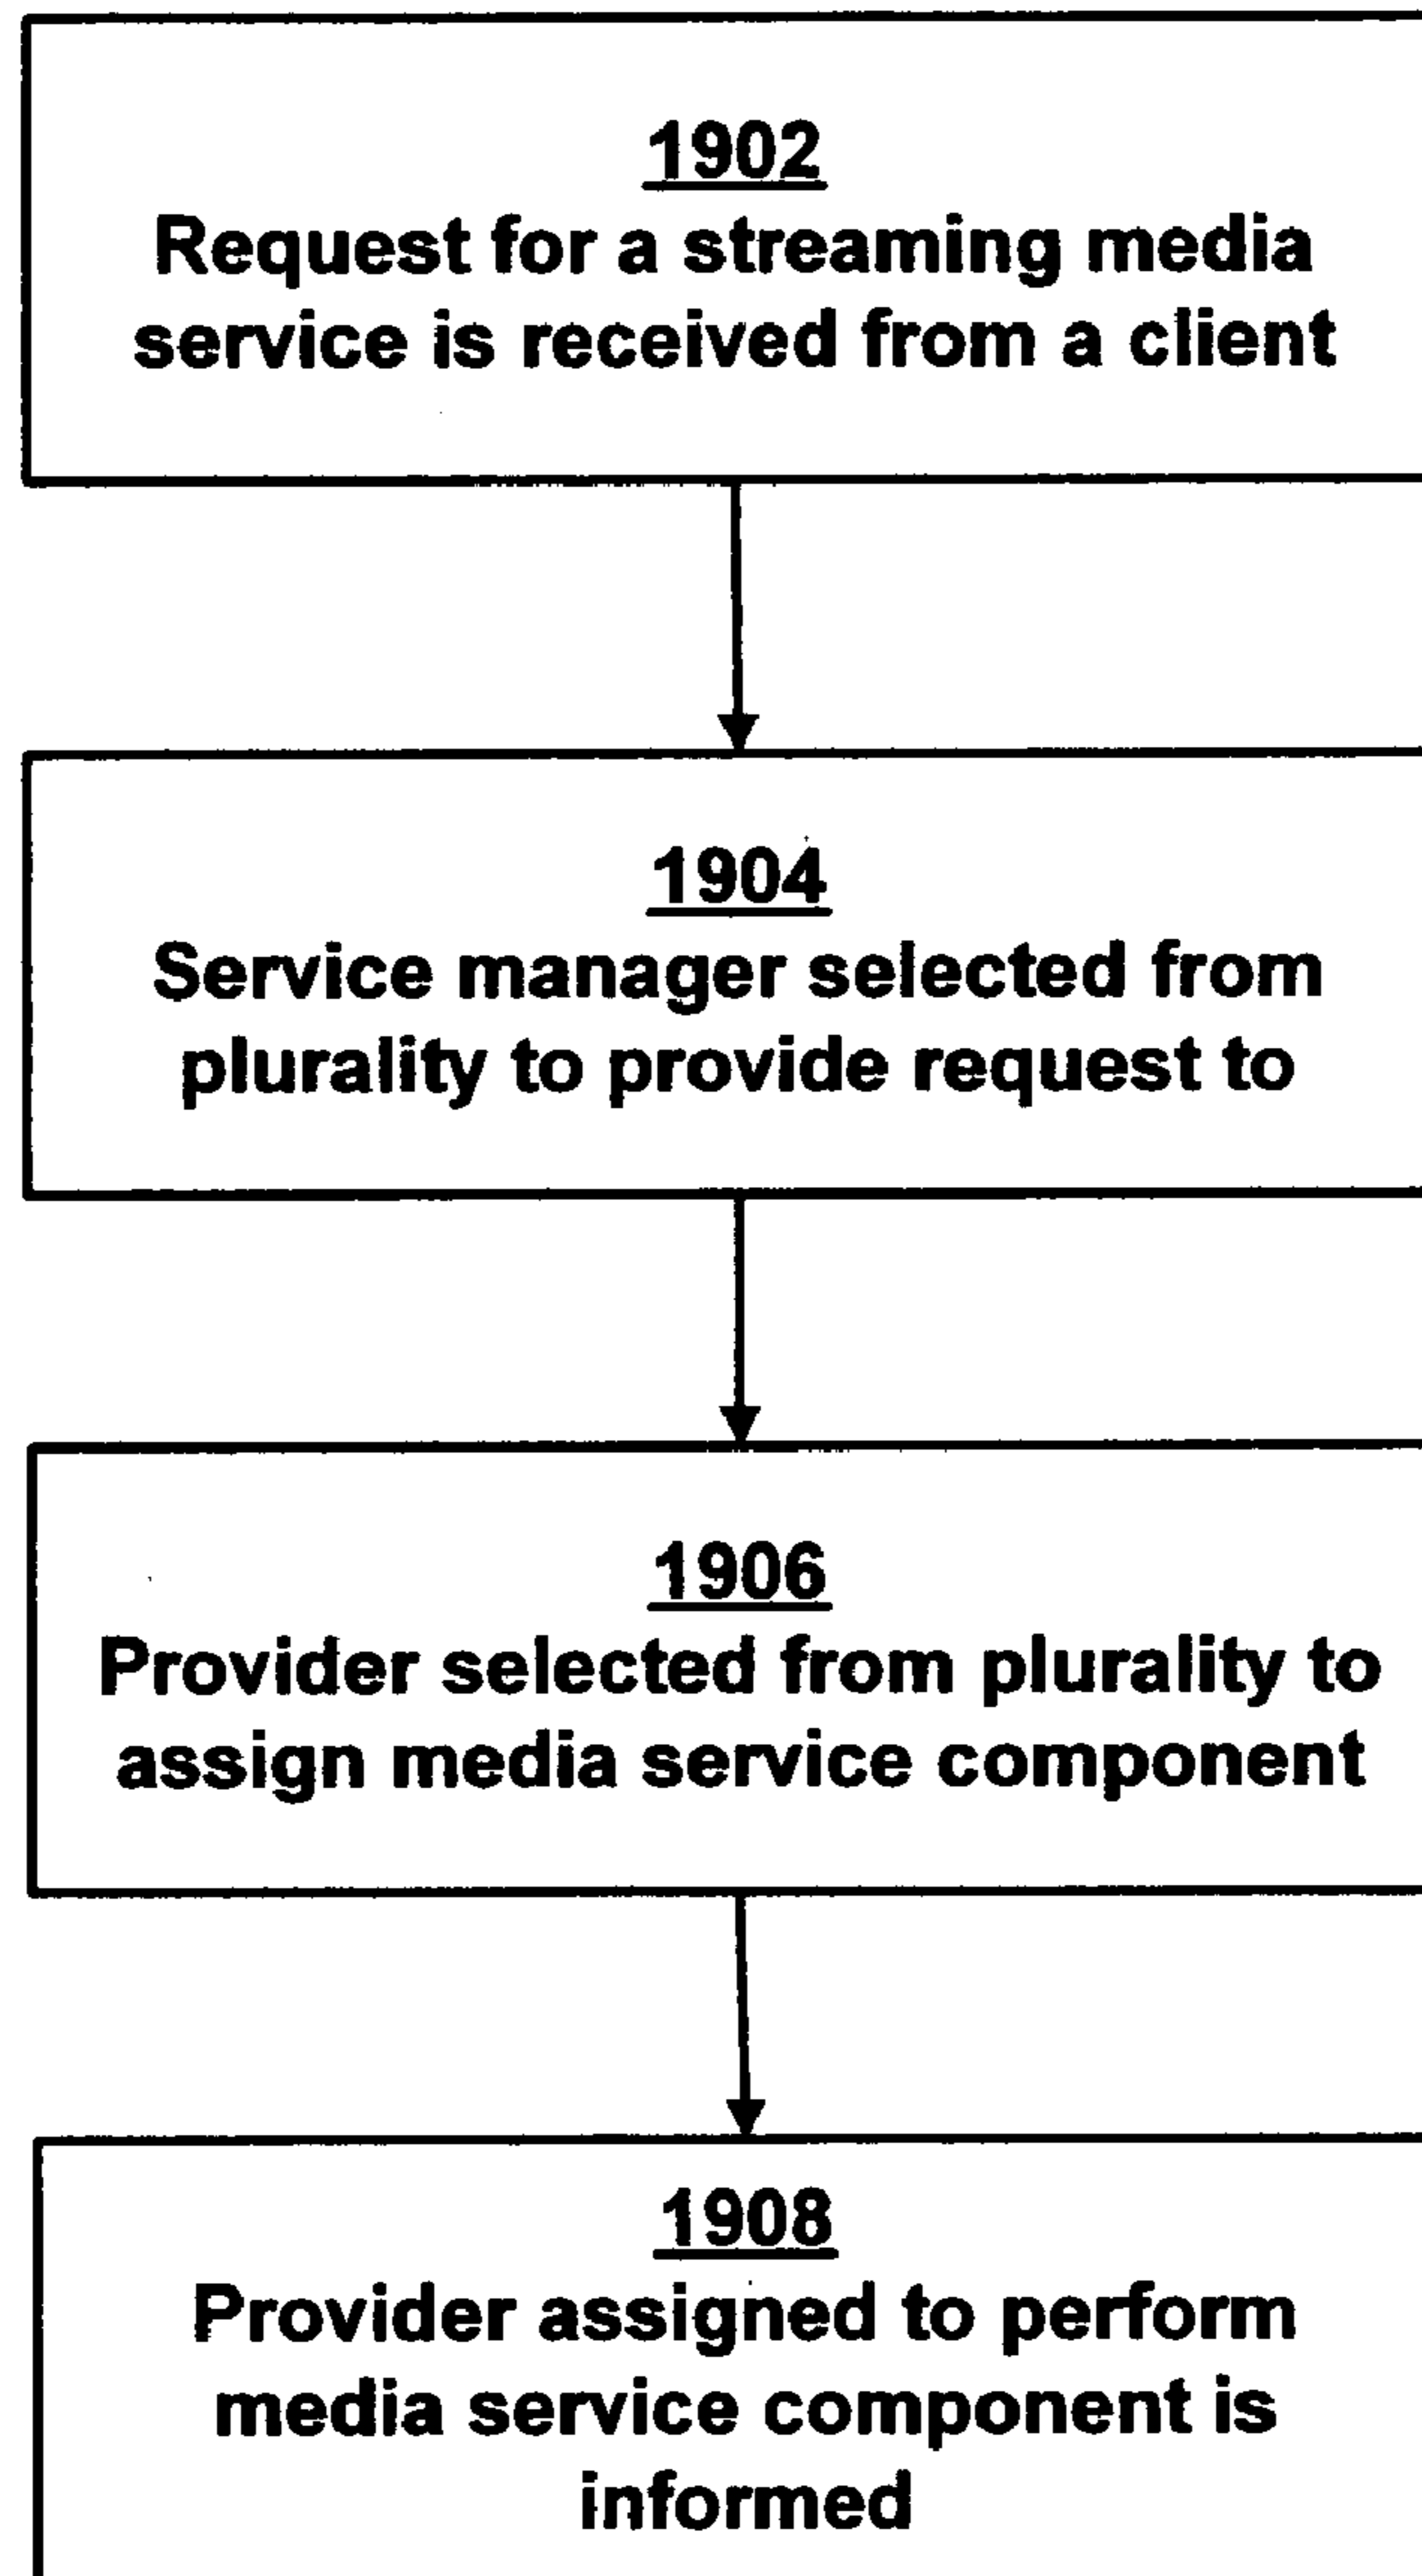 1902
Request for a streaming media
service is received from a client
1904
Service manager selected from
plurality to provide request to
1906
Provider selected from plurality to
assign media service component
1908
Provider assigned to perform
media service component is
informed